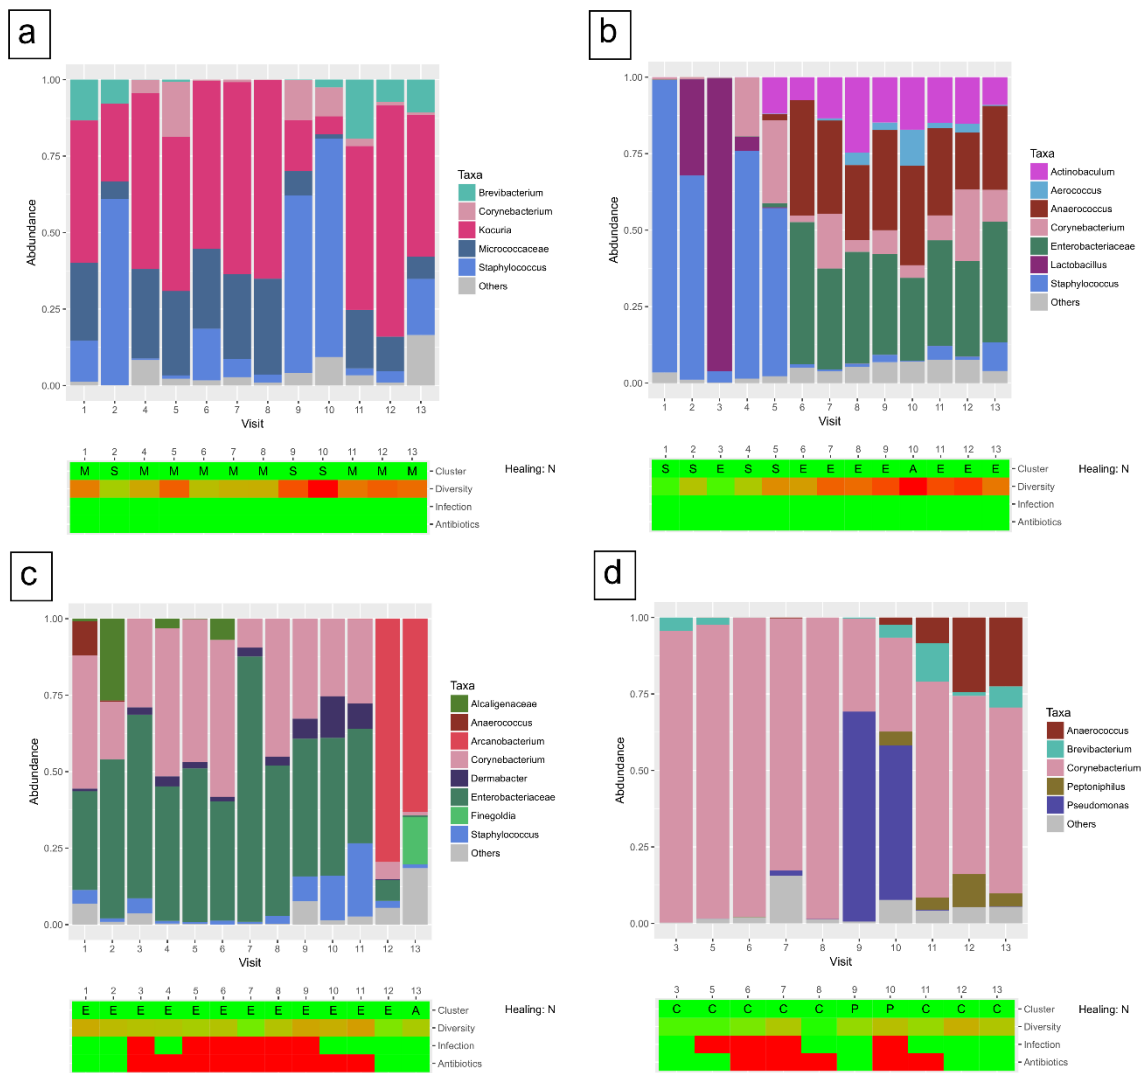 a
Abdundance
1.00
0.75
0.50
0.25
0.00
1 2 4 5 6 7 8 9 10 11 12 13
Visit
Taxa
Brevibacterium
Corynebacterium
Kocuria
Micrococcaceae
Staphylococcus
Others
1 2 4 5 6 7 8 9 10 11 12 13
M S M M M M M S S M M M Cluster Healing: N
Diversity
Infection
Antibiotics
b
Abdundance
1.00
0.75
0.50
0.25
0.00
1 2 3 4 5 6 7 8 9 10 11 12 13
Visit
Taxa
Actinobaculum
Aerococcus
Anaerococcus
Corynebacterium
Enterobacteriaceae
Lactobacillus
Staphylococcus
Others
1 2 3 4 5 6 7 8 9 10 11 12 13
S S E S S E E E E A E E E Cluster Healing: N
Diversity
Infection
Antibiotics
c
Abdundance
1.00
0.75
0.50
0.25
0.00
1 2 3 4 5 6 7 8 9 10 11 12 13
Visit
Taxa
Alcaligenaceae
Anaerococcus
Arcanobacterium
Corynebacterium
Dermabacter
Enterobacteriaceae
Finegoldia
Staphylococcus
Others
1 2 3 4 5 6 7 8 9 10 11 12 13
E E E E E E E E E E E E A Cluster Healing: N
Diversity
Infection
Antibiotics
d
Abdundance
1.00
0.75
0.50
0.25
0.00
3 5 6 7 8 9 10 11 12 13
Visit
Taxa
Anaerococcus
Brevibacterium
Corynebacterium
Peptoniphilus
Pseudomonas
Others
3 5 6 7 8 9 10 11 12 13
C C C C C P P C C C Cluster Healing: N
Diversity
Infection
Antibiotics